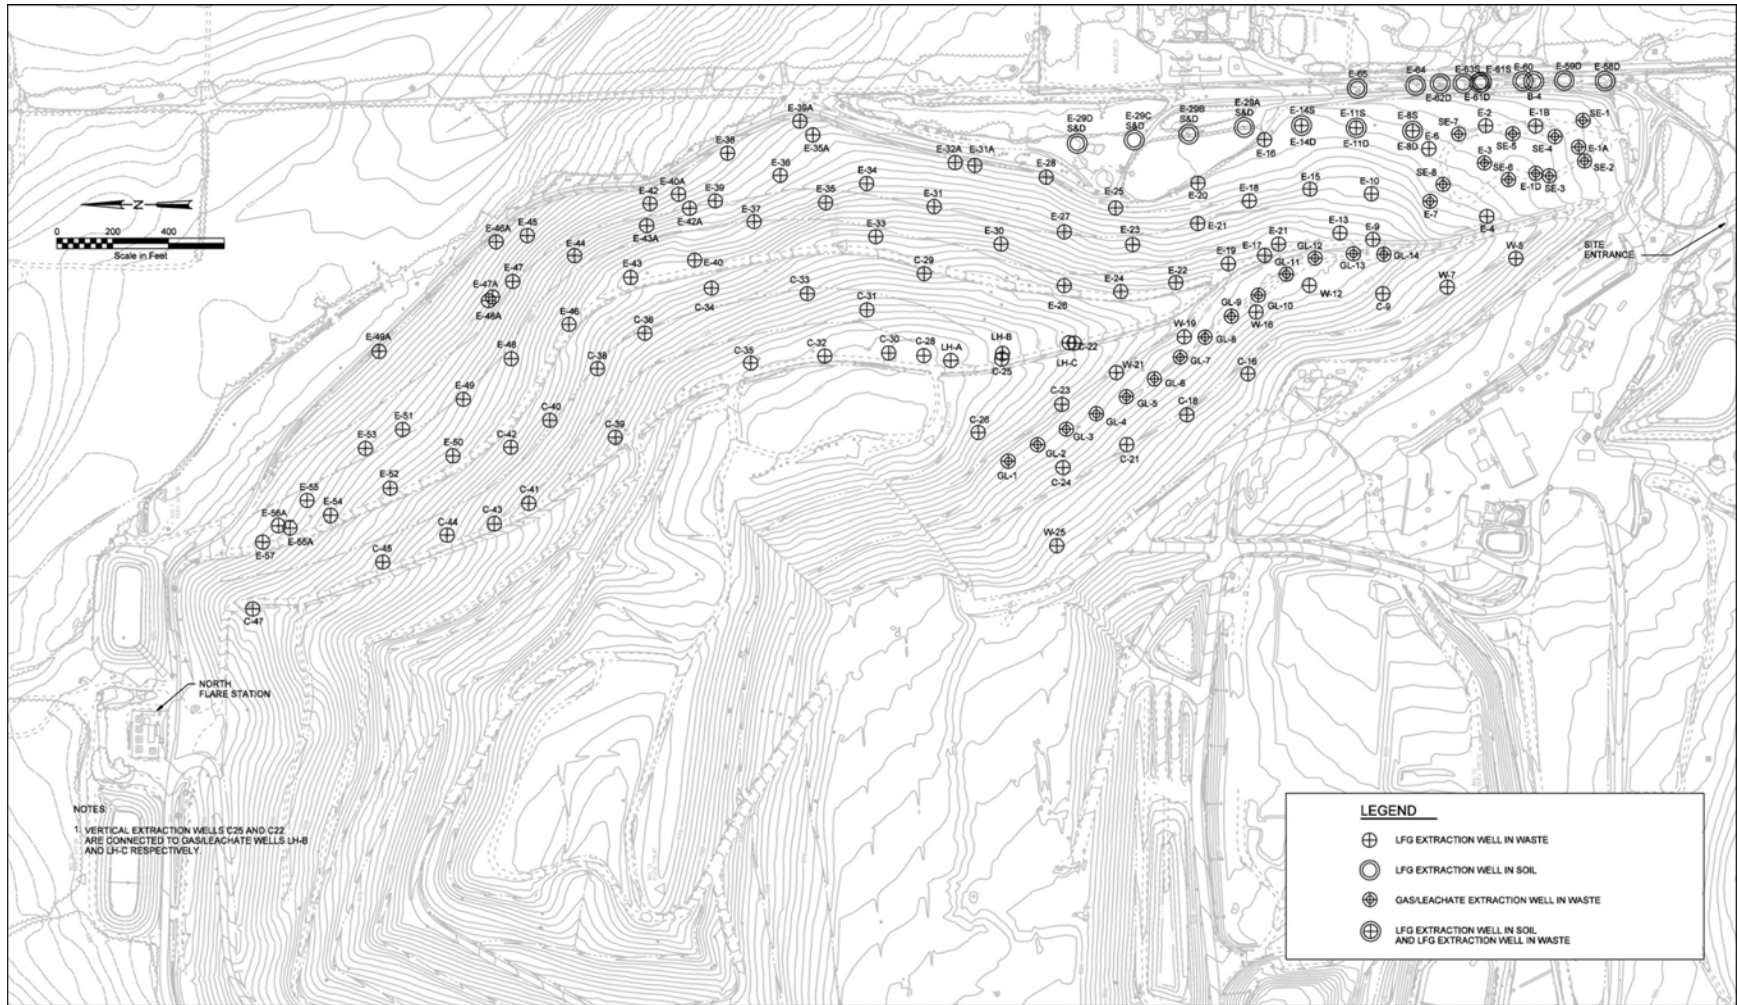 E-65
E-64
E-63S
E-61S
E-60
E-59D
E-58D
E-62D
E-61D
B-4
E-39A
E-35A
E-38
E-36
E-29D
S&D
E-29C
S&D
E-29B
S&D
E-29A
S&D
E-14S
E-14D
E-11S
E-11D
E-8S
E-8D
E-6
SE-7
E-2
SE-5
E-1B
SE-4
SE-1
E-1A
SE-2
E-16
E-3
SE-6
E-1D
SE-3
SE-8
E-7
E-4
E-32A
E-31A
E-28
E-34
E-35
E-31
E-25
E-20
E-18
E-15
E-10
E-40A
E-42
E-39
E-42A
E-43A
E-37
E-33
E-30
E-27
E-23
E-21
E-21
E-13
E-9
N
0 200 400
Scale in Feet
E-46A
E-45
E-44
E-40
E-43
E-47
E-47A
E-48A
E-46
C-34
C-33
C-29
C-31
E-26
E-24
E-22
E-19
E-17
GL-12
GL-11
GL-13
GL-14
W-12
GL-10
GL-9
W-16
C-9
W-7
W-5
SITE
ENTRANCE
E-49A
E-48
C-36
C-38
C-35
C-32
C-30
C-28
LH-A
LH-B
C-25
C-22
LH-C
W-19
GL-8
GL-7
W-21
GL-6
C-16
GL-5
C-18
C-23
GL-4
GL-3
C-26
GL-2
C-21
GL-1
C-24
W-25
E-49
C-40
C-39
E-51
E-53
E-50
C-42
E-52
E-55
E-54
E-56A
E-55A
E-57
C-41
C-43
C-44
C-45
C-47
NORTH
FLARE STATION
NOTES:
1. VERTICAL EXTRACTION WELLS C25 AND C22
ARE CONNECTED TO GAS/LEACHATE WELLS LH-B
AND LH-C RESPECTIVELY.
LEGEND
LFG EXTRACTION WELL IN WASTE
LFG EXTRACTION WELL IN SOIL
GAS/LEACHATE EXTRACTION WELL IN WASTE
LFG EXTRACTION WELL IN SOIL
AND LFG EXTRACTION WELL IN WASTE